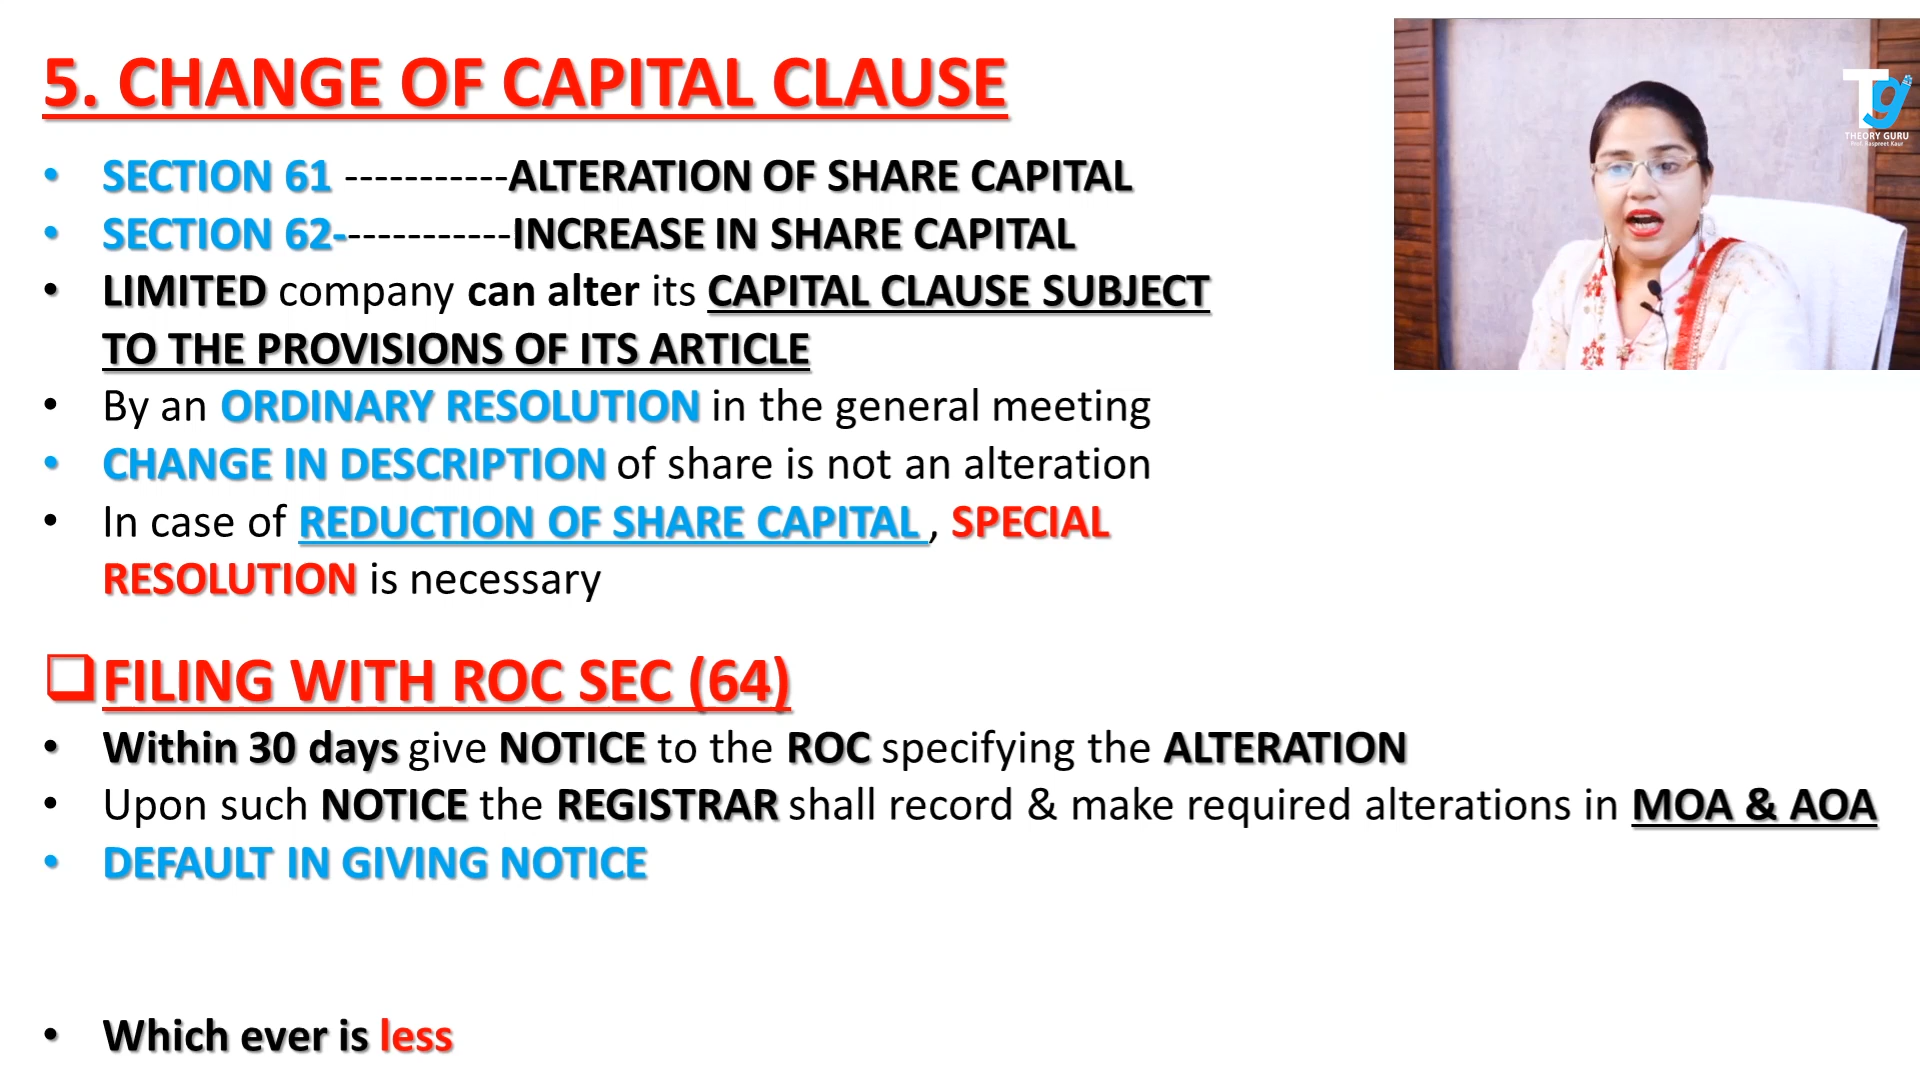 5. CHANGE OF CAPITAL CLAUSE
• SECTION 61 -----------ALTERATION OF SHARE CAPITAL
• SECTION 62------------INCREASE IN SHARE CAPITAL
• LIMITED company can alter its CAPITAL CLAUSE SUBJECT
TO THE PROVISIONS OF ITS ARTICLE
• By an ORDINARY RESOLUTION in the general meeting
• CHANGE IN DESCRIPTION of share is not an alteration
• In case of REDUCTION OF SHARE CAPITAL , SPECIAL
RESOLUTION is necessary
❑FILING WITH ROC SEC (64)
• Within 30 days give NOTICE to the ROC specifying the ALTERATION
• Upon such NOTICE the REGISTRAR shall record & make required alterations in MOA & AOA
• DEFAULT IN GIVING NOTICE
• Which ever is less
Tg
THEORY GURU